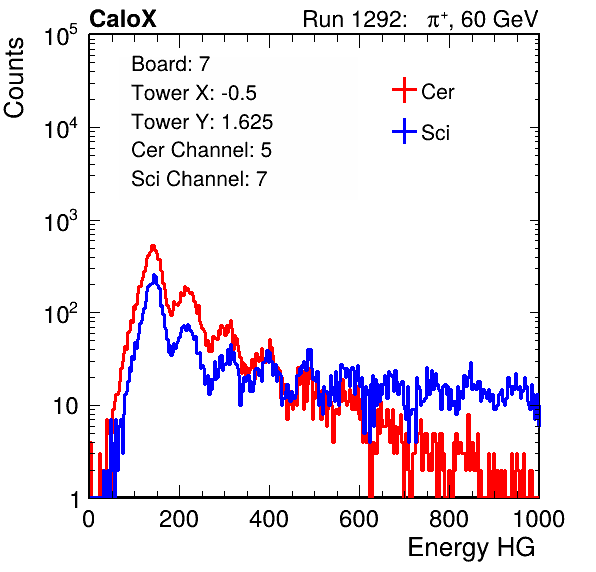 CaloX Run 1292: π⁺, 60 GeV
Board: 7
Tower X: -0.5
Tower Y: 1.625
Cer Channel: 5
Sci Channel: 7
Cer
Sci
Counts
10⁵
10⁴
10³
10²
10
1
0 200 400 600 800 1000
Energy HG